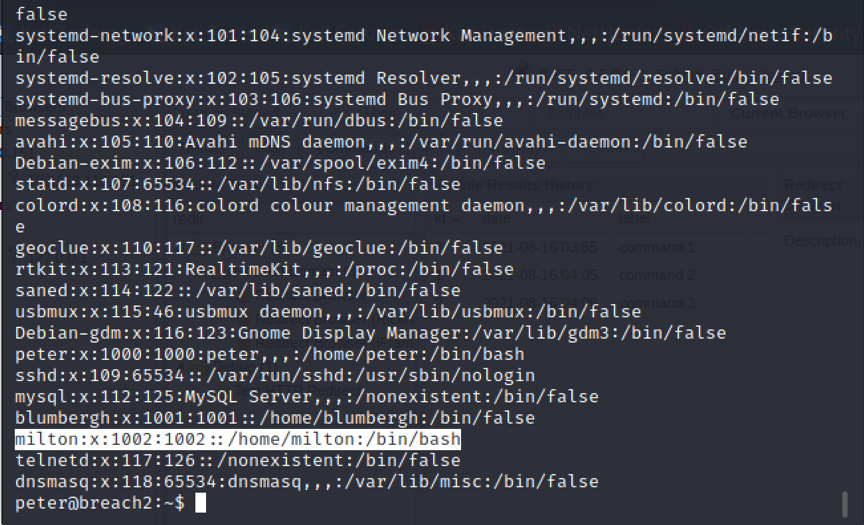 false
systemd-network:x:101:104:systemd Network Management,,,:/run/systemd/netif:/b
in/false
systemd-resolve:x:102:105:systemd Resolver,,,:/run/systemd/resolve:/bin/false
systemd-bus-proxy:x:103:106:systemd Bus Proxy,,,:/run/systemd:/bin/false
messagebus:x:104:109::/var/run/dbus:/bin/false
avahi:x:105:110:Avahi mDNS daemon,,,:/var/run/avahi-daemon:/bin/false
Debian-exim:x:106:112::/var/spool/exim4:/bin/false
statd:x:107:65534::/var/lib/nfs:/bin/false
colord:x:108:116:colord colour management daemon,,,:/var/lib/colord:/bin/fals
e
geoclue:x:110:117::/var/lib/geoclue:/bin/false
rtkit:x:113:121:RealtimeKit,,,:/proc:/bin/false
saned:x:114:122::/var/lib/saned:/bin/false
usbmux:x:115:46:usbmux daemon,,,:/var/lib/usbmux:/bin/false
Debian-gdm:x:116:123:Gnome Display Manager:/var/lib/gdm3:/bin/false
peter:x:1000:1000:peter,,,:/home/peter:/bin/bash
sshd:x:109:65534::/var/run/sshd:/usr/sbin/nologin
mysql:x:112:125:MySQL Server,,,:/nonexistent:/bin/false
blumbergh:x:1001:1001::/home/blumbergh:/bin/false
milton:x:1002:1002::/home/milton:/bin/bash
telnetd:x:117:126::/nonexistent:/bin/false
dnsmasq:x:118:65534:dnsmasq,,,:/var/lib/misc:/bin/false
peter@breach2:~$